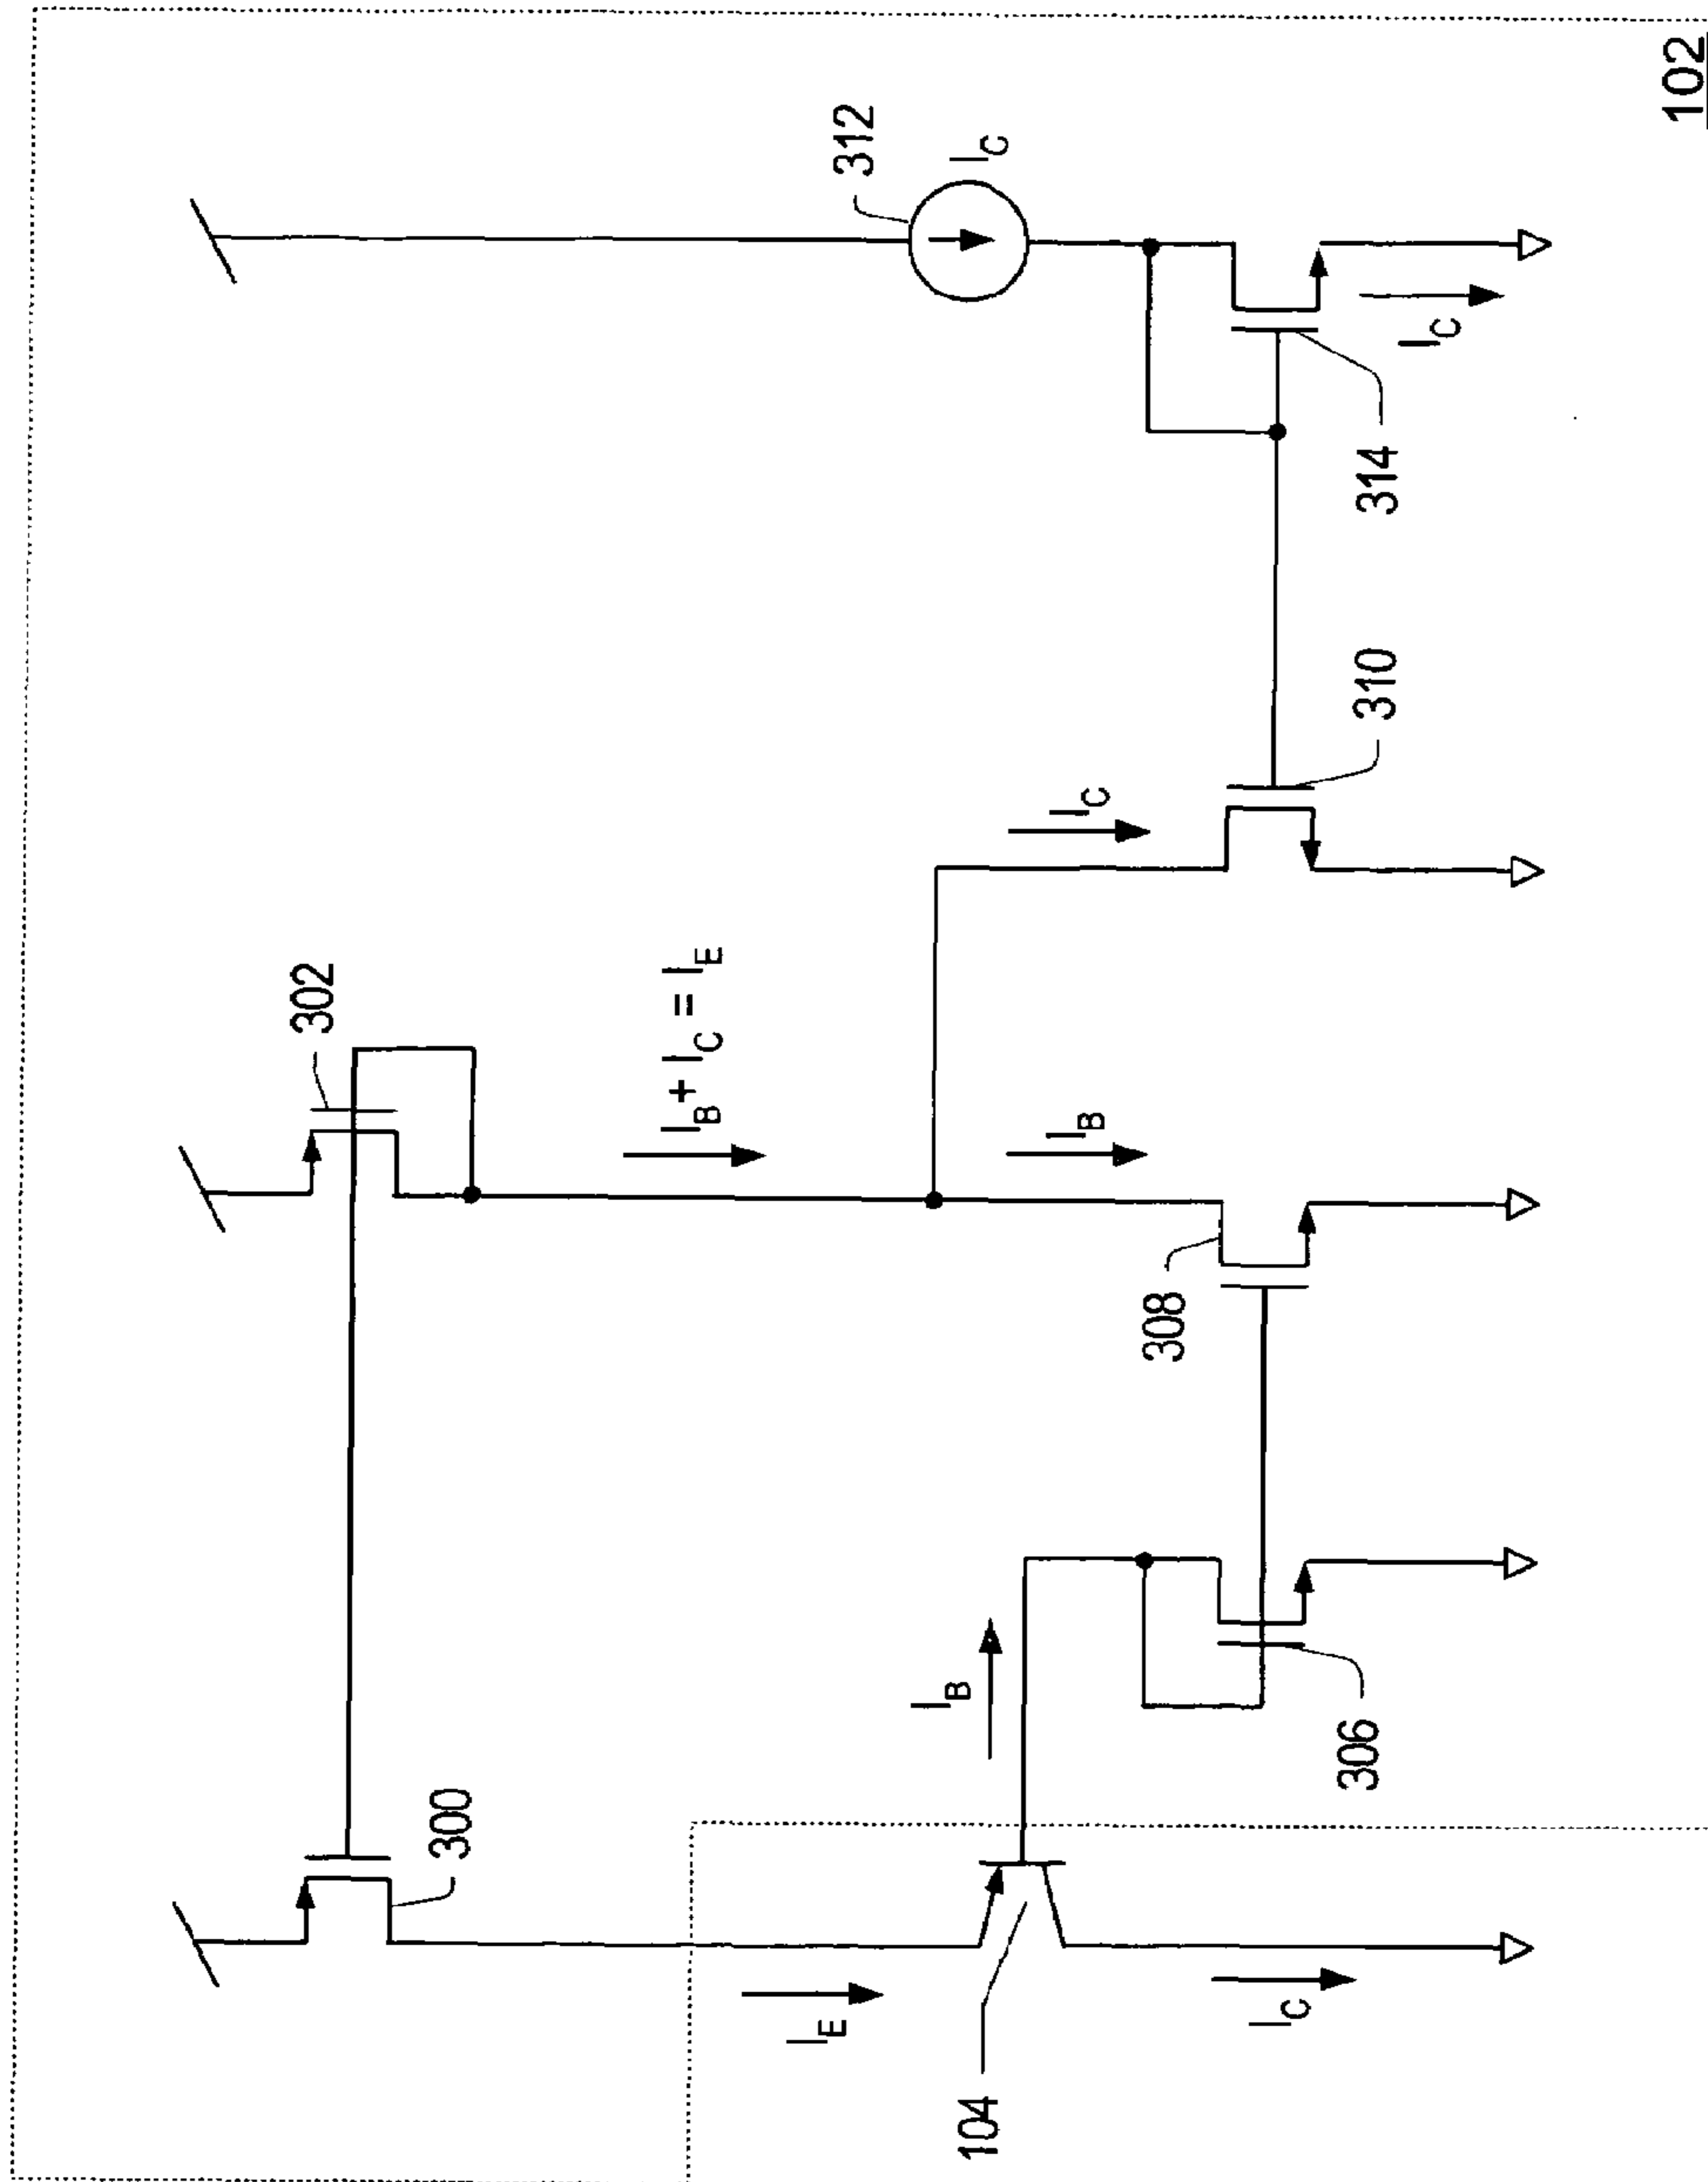 102
312
I_C
I_C
314
310
I_C
302
I_B + I_C = I_E
I_B
308
I_B
306
300
I_E
I_C
104